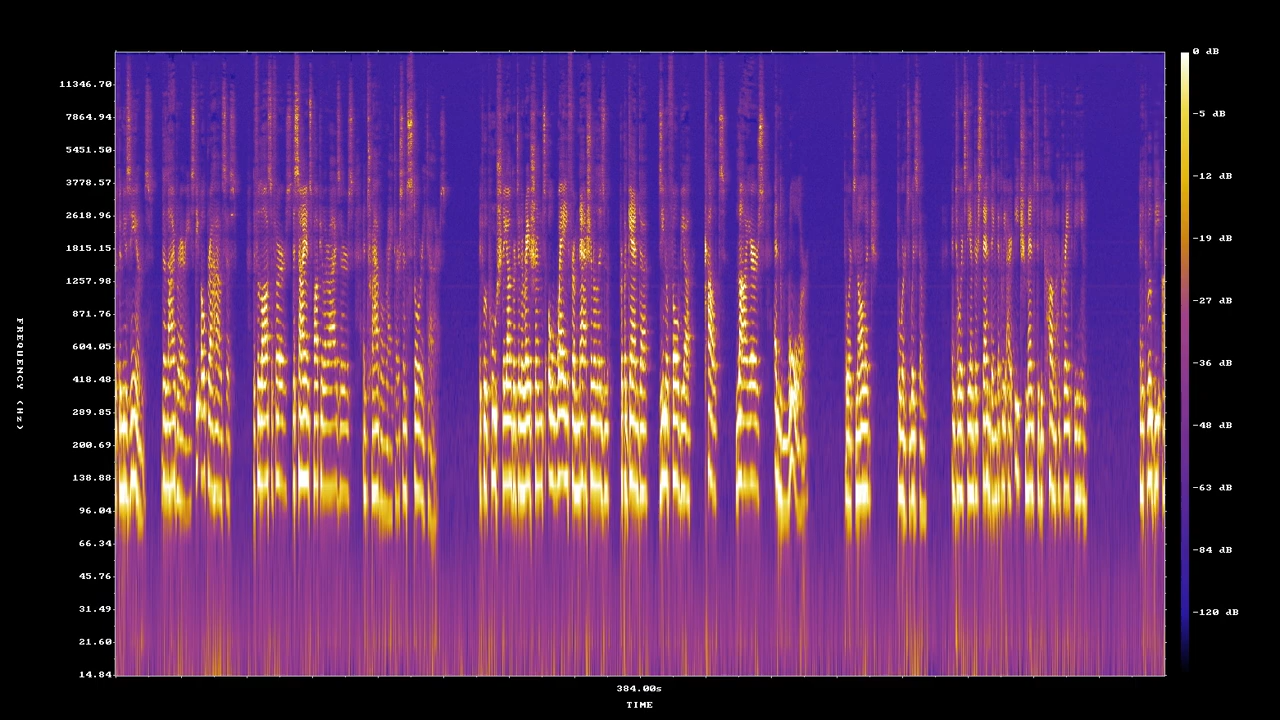 0 dB
11346.70
-5 dB
7864.94
5451.50
-12 dB
3778.57
2618.96
-19 dB
1815.15
1257.98
-27 dB
871.76
FREQUENCY (Hz)
604.05
-36 dB
418.48
289.85
-48 dB
200.69
138.88
-63 dB
96.04
66.34
-84 dB
45.76
31.49
-120 dB
21.60
14.84
384.00s
TIME